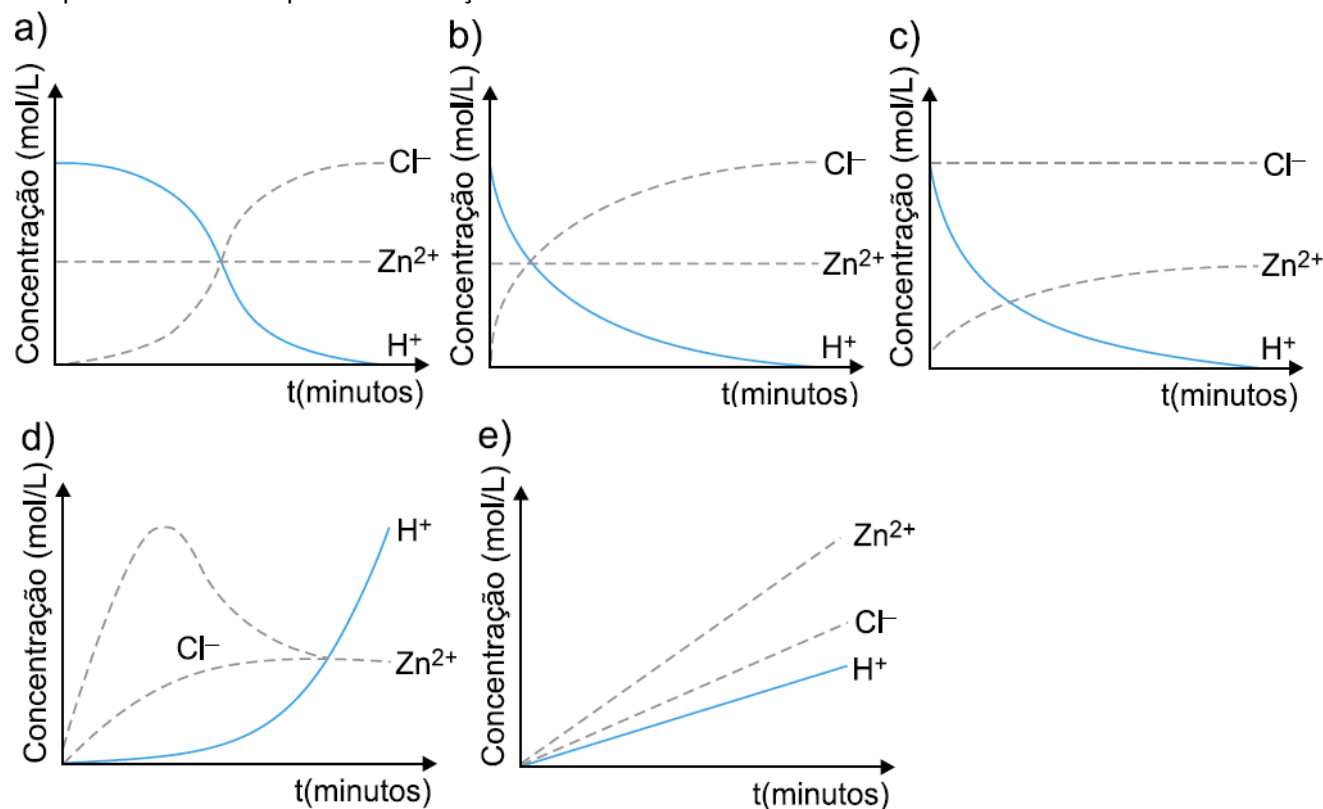 a)
Concentração (mol/L)
Cl–
Zn2+
H+
t(minutos)
b)
Concentração (mol/L)
Cl–
Zn2+
H+
t(minutos)
c)
Concentração (mol/L)
Cl–
Zn2+
H+
t(minutos)
d)
Concentração (mol/L)
H+
Cl–
Zn2+
t(minutos)
e)
Concentração (mol/L)
Zn2+
Cl–
H+
t(minutos)